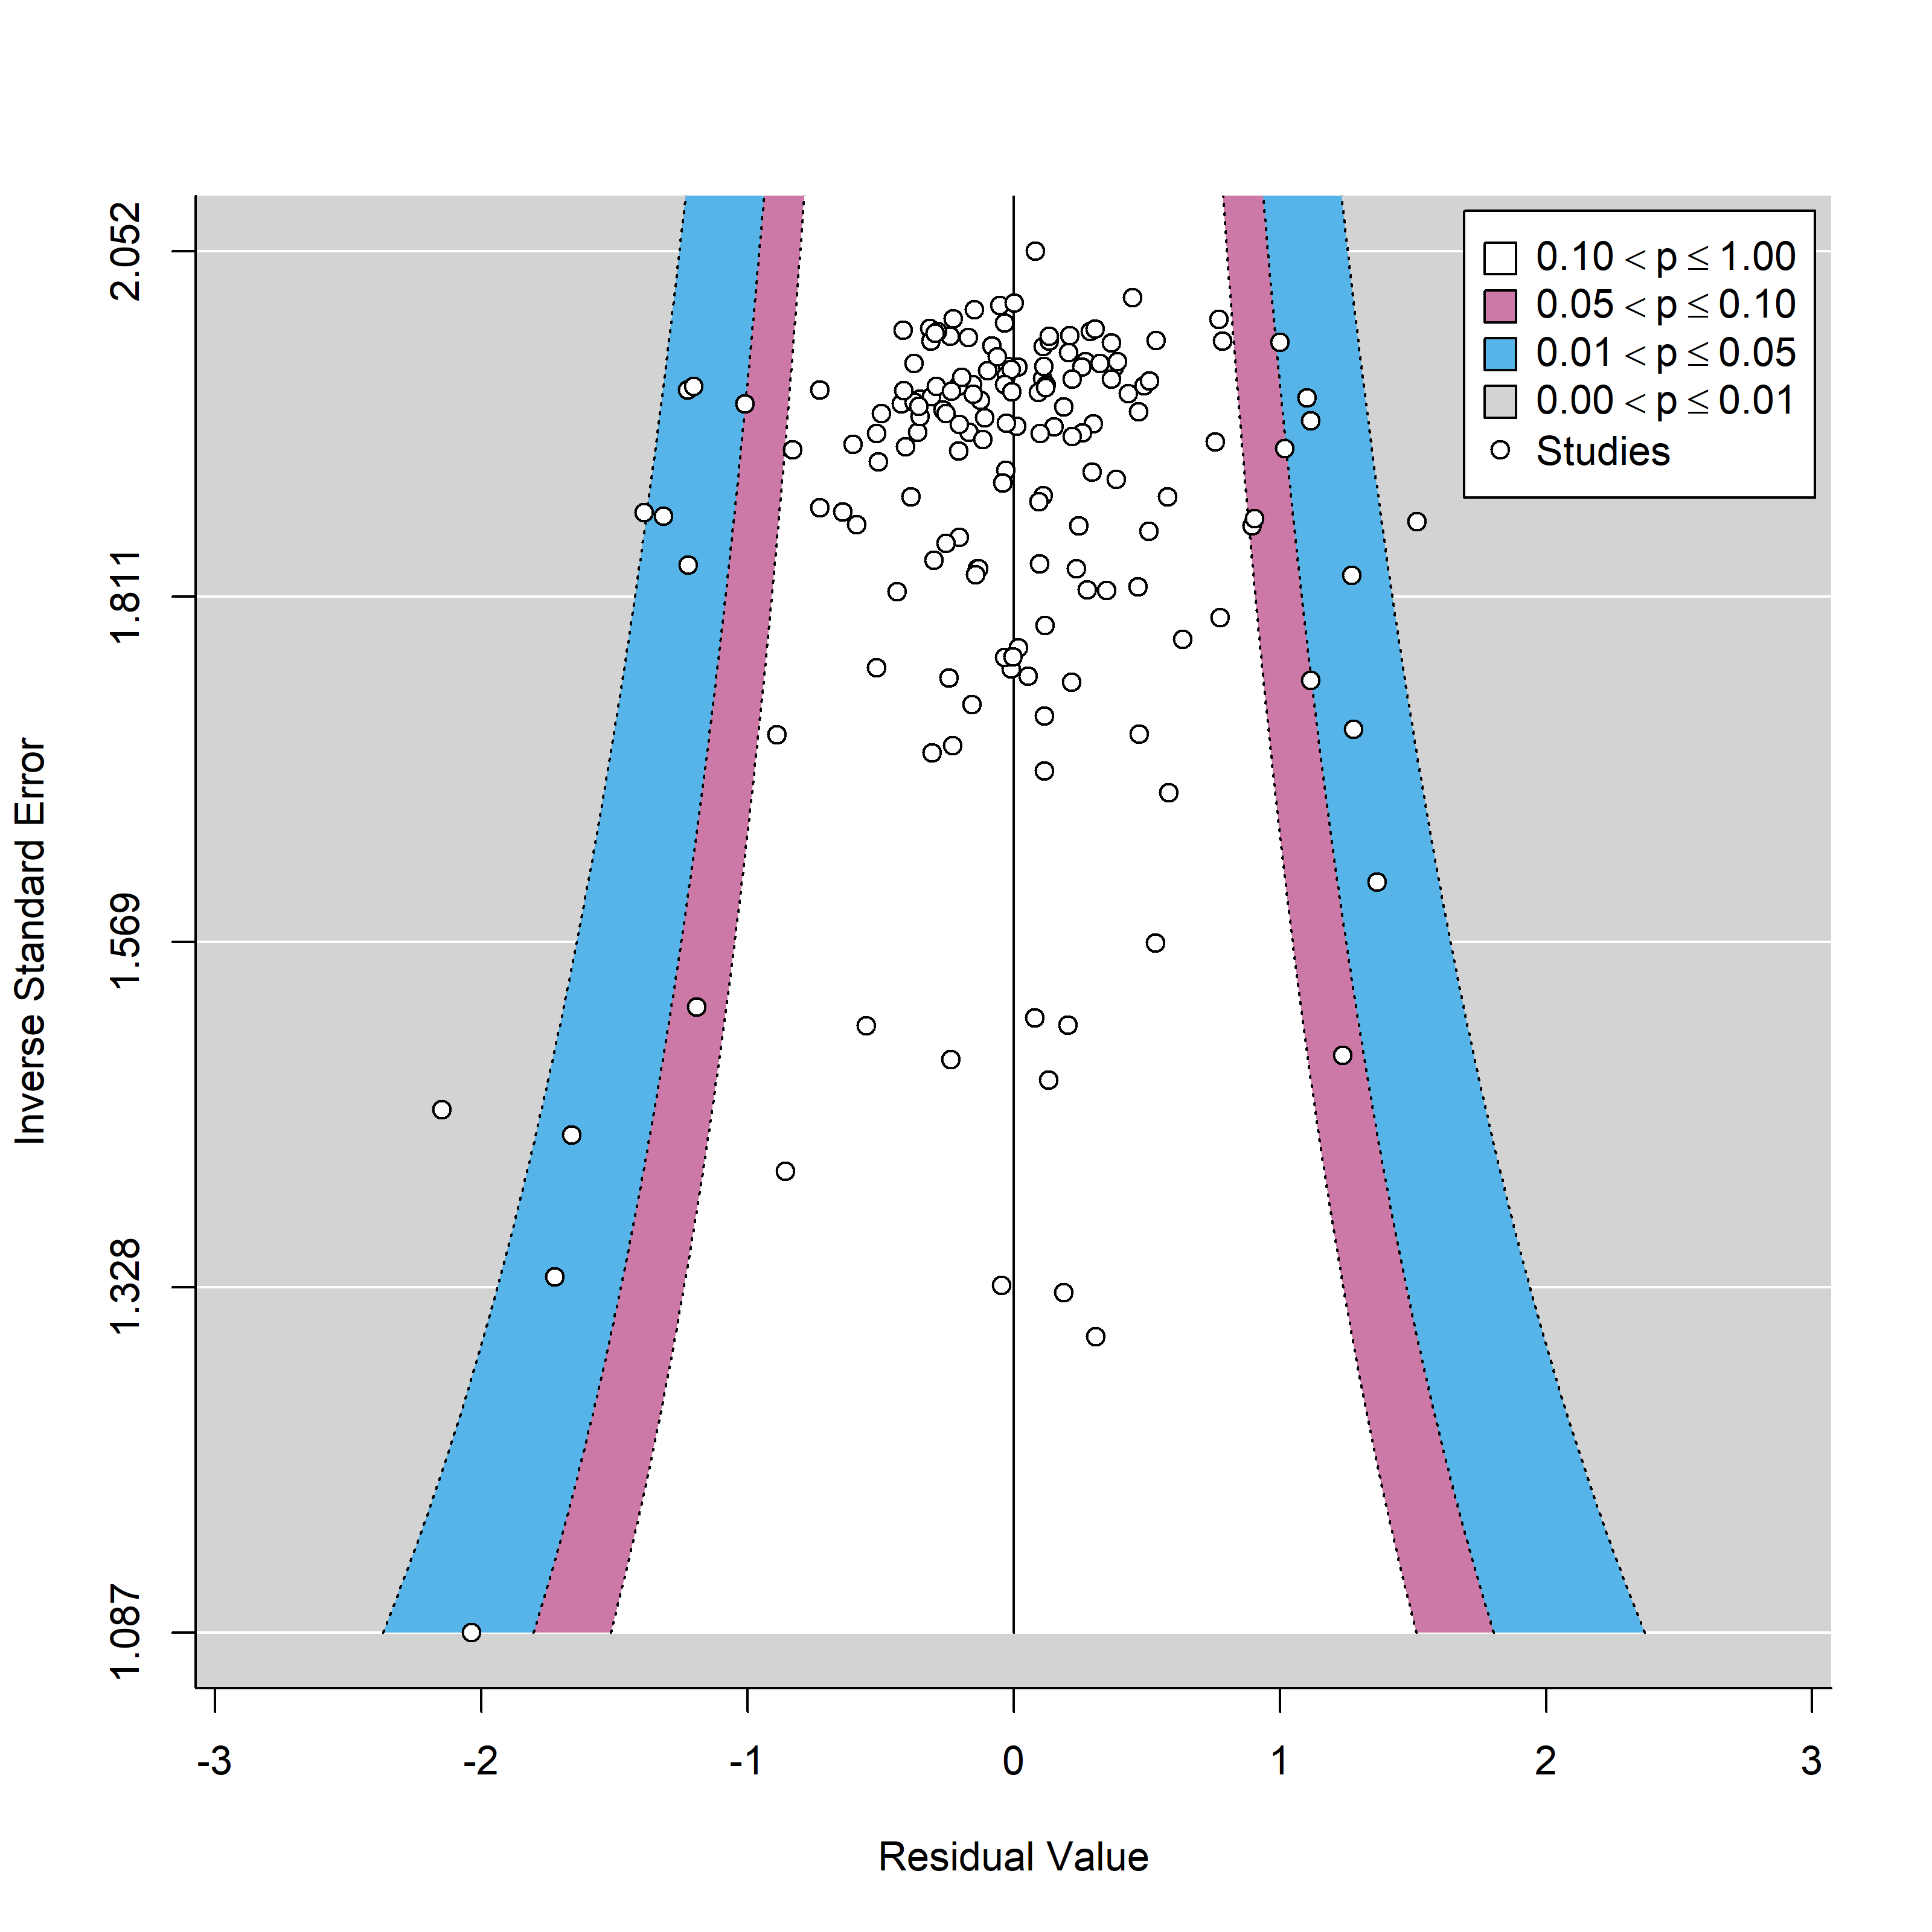 0.10 < p ≤ 1.00
0.05 < p ≤ 0.10
0.01 < p ≤ 0.05
0.00 < p ≤ 0.01
Studies
2.052
1.811
1.569
1.328
1.087
Inverse Standard Error
-3 -2 -1 0 1 2 3
Residual Value